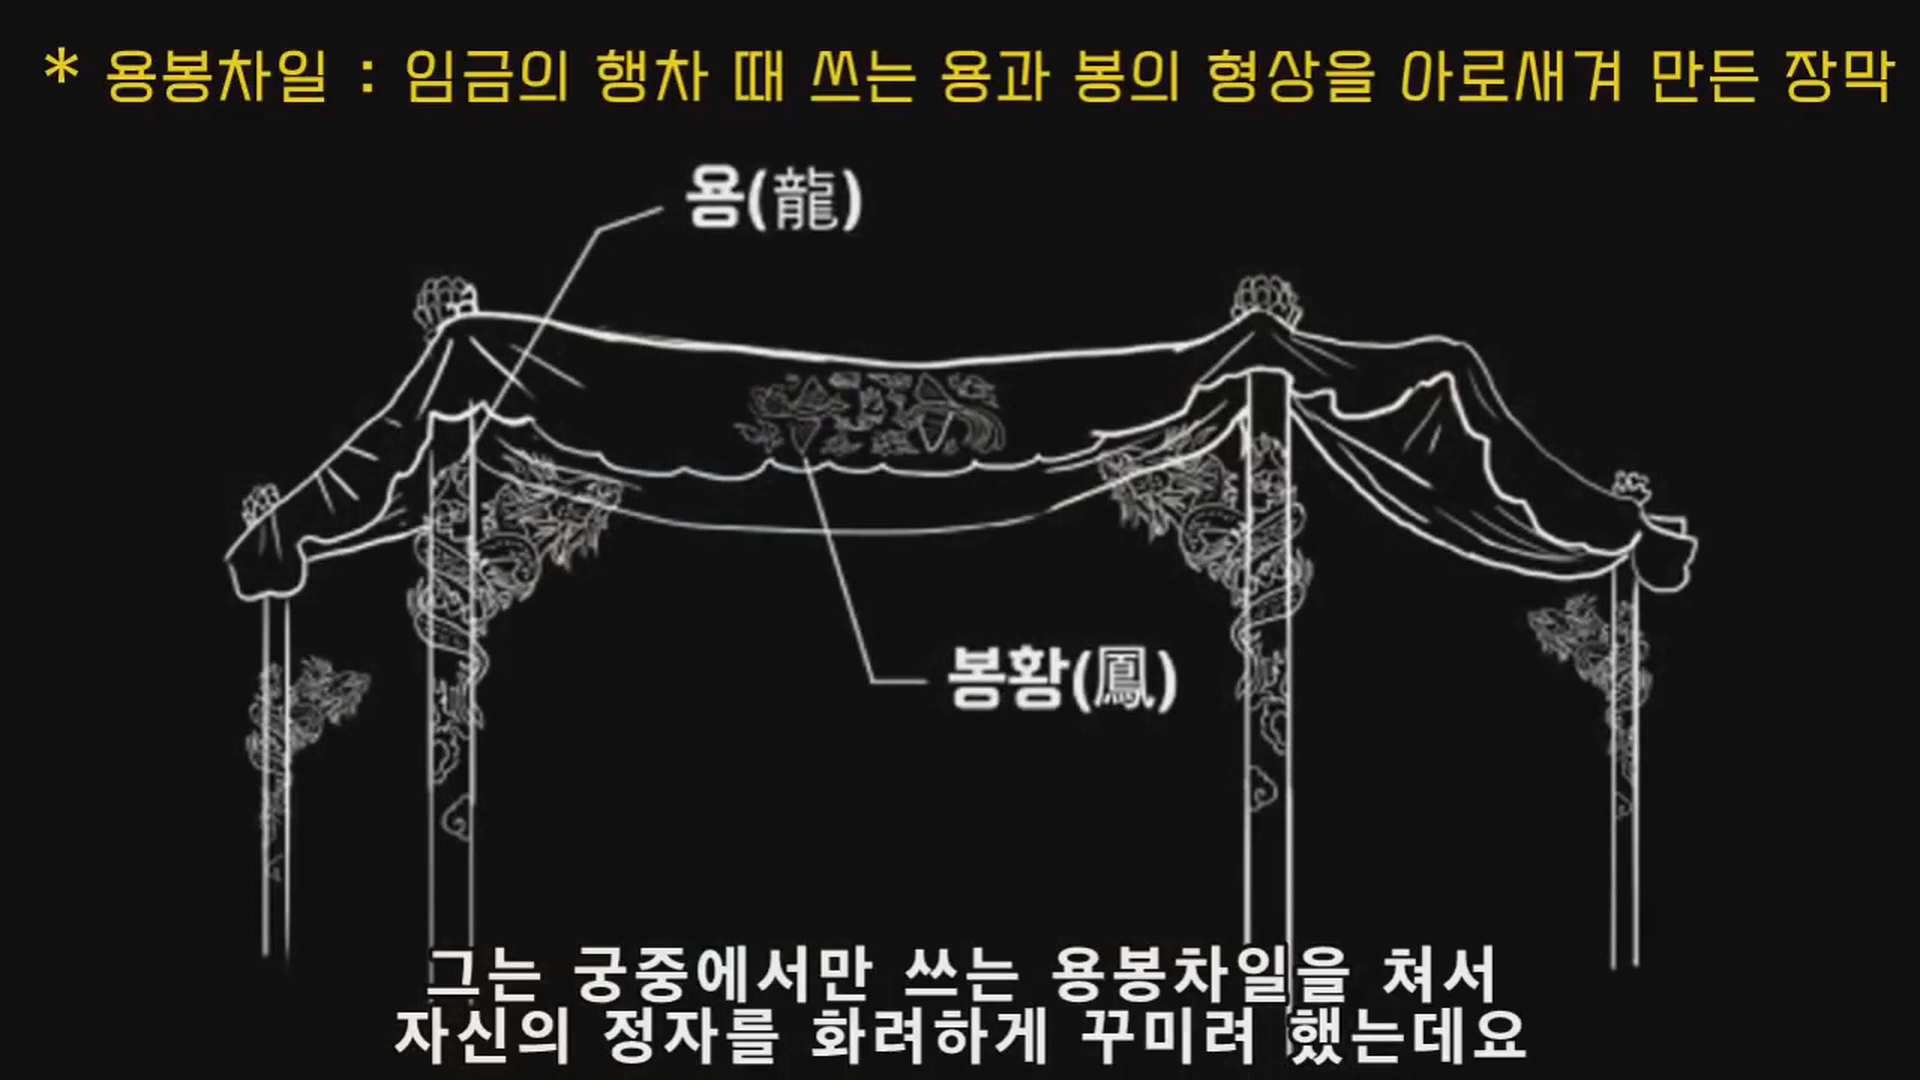 * 용봉차일 : 임금의 행차 때 쓰는 용과 봉의 형상을 아로새겨 만든 장막
용(龍)
봉황(鳳)
그는 궁중에서만 쓰는 용봉차일을 쳐서
자신의 정자를 화려하게 꾸미려 했는데요